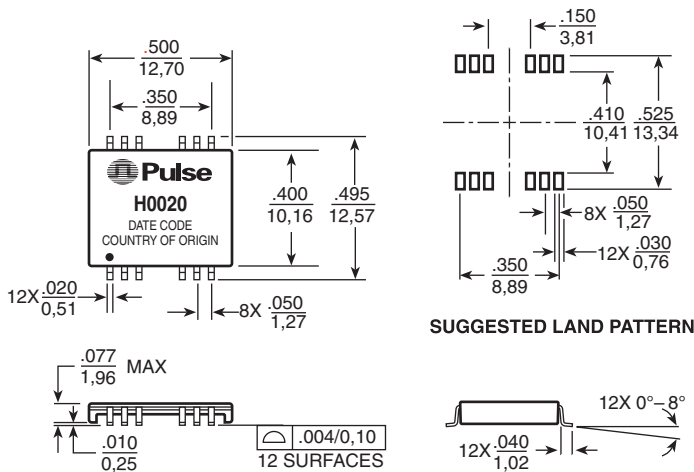 .500
12,70
.350
8,89
Pulse
H0020
DATE CODE
COUNTRY OF ORIGIN
.400
10,16
.495
12,57
12X .020
0,51
8X .050
1,27
.150
3,81
.410
10,41
.525
13,34
8X .050
1,27
12X .030
0,76
.350
8,89
SUGGESTED LAND PATTERN
.077
1,96
MAX
.010
0,25
.004/0,10
12 SURFACES
12X .040
1,02
12X 0°–8°